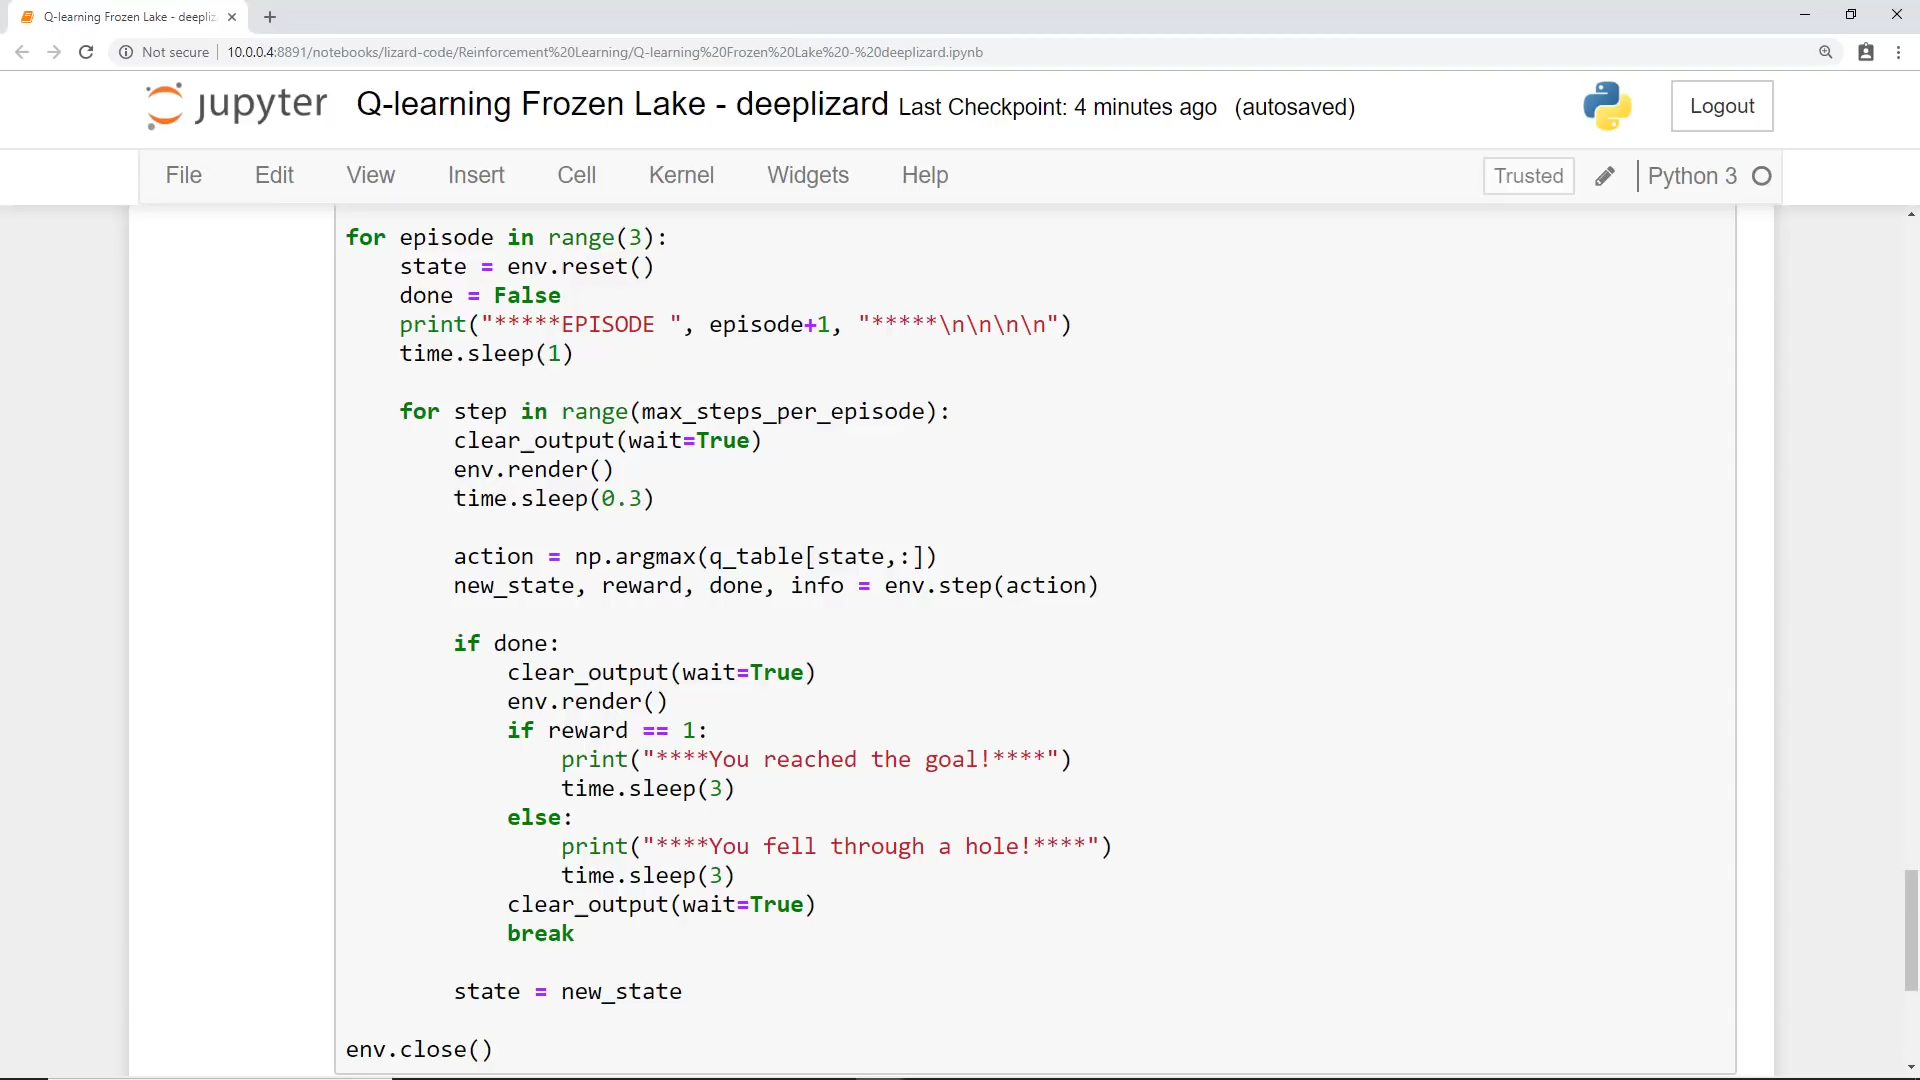 Q-learning Frozen Lake - deepliz
Not secure | 10.0.0.4:8891/notebooks/lizard-code/Reinforcement%20Learning/Q-learning%20Frozen%20Lake%20-%20deeplizard.ipynb
jupyter Q-learning Frozen Lake - deeplizard Last Checkpoint: 4 minutes ago (autosaved) Logout
File Edit View Insert Cell Kernel Widgets Help Trusted Python 3
for episode in range(3):
    state = env.reset()
    done = False
    print("*****EPISODE ", episode+1, "*****\n\n\n\n")
    time.sleep(1)
    for step in range(max_steps_per_episode):
        clear_output(wait=True)
        env.render()
        time.sleep(0.3)
        action = np.argmax(q_table[state,:])
        new_state, reward, done, info = env.step(action)
        if done:
            clear_output(wait=True)
            env.render()
            if reward == 1:
                print("****You reached the goal!****")
                time.sleep(3)
            else:
                print("****You fell through a hole!****")
                time.sleep(3)
            clear_output(wait=True)
            break
        state = new_state
env.close()